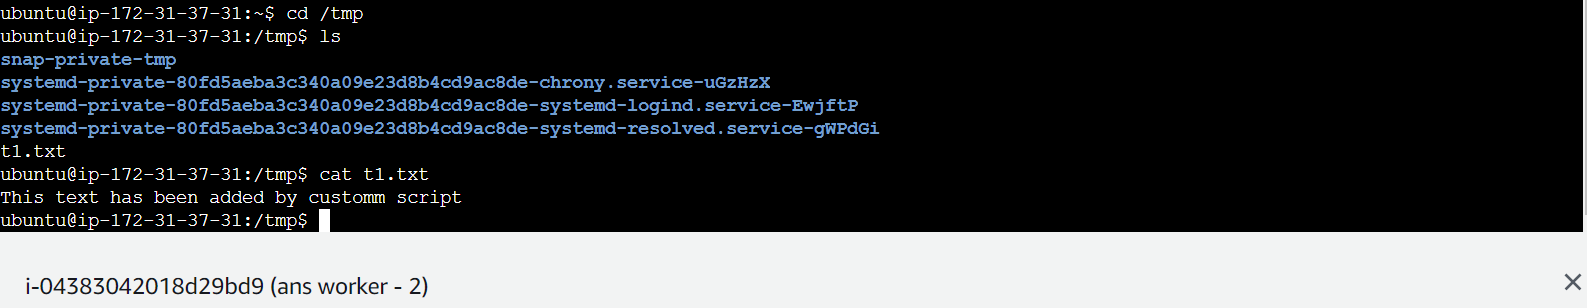 ubuntu@ip-172-31-37-31:~$ cd /tmp
ubuntu@ip-172-31-37-31:/tmp$ ls
snap-private-tmp
systemd-private-80fd5aeba3c340a09e23d8b4cd9ac8de-chrony.service-uGzHzX
systemd-private-80fd5aeba3c340a09e23d8b4cd9ac8de-systemd-logind.service-EwjftP
systemd-private-80fd5aeba3c340a09e23d8b4cd9ac8de-systemd-resolved.service-gWPdGi
t1.txt
ubuntu@ip-172-31-37-31:/tmp$ cat t1.txt
This text has been added by customm script
ubuntu@ip-172-31-37-31:/tmp$
i-04383042018d29bd9 (ans worker - 2)